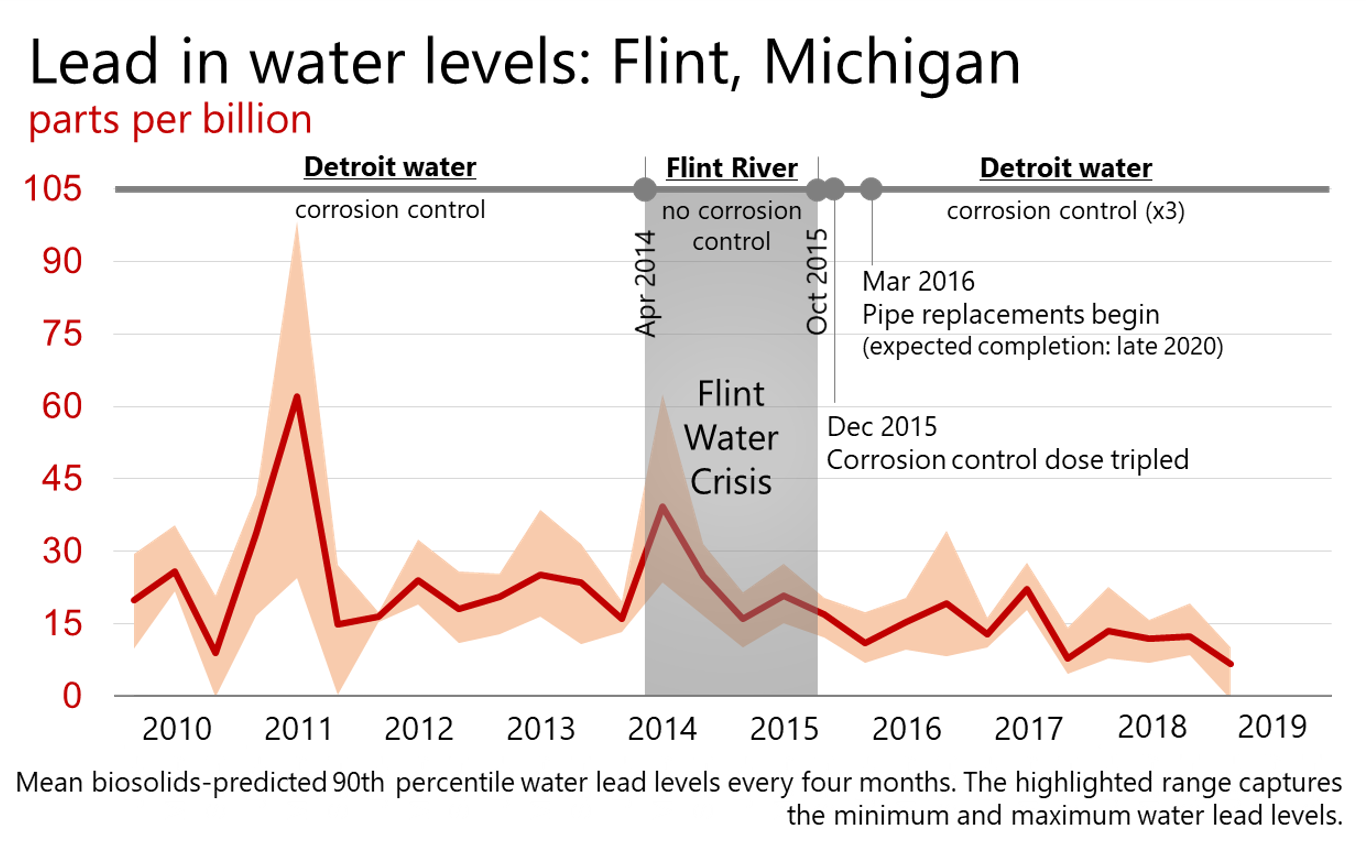 Lead in water levels: Flint, Michigan
parts per billion
Detroit water
Flint River
Detroit water
105
corrosion control
no corrosion
control
corrosion control (x3)
Apr 2014
Oct 2015
90
Mar 2016
Pipe replacements begin
(expected completion: late 2020)
75
60
Flint
Water
Crisis
Dec 2015
Corrosion control dose tripled
45
30
15
0
2010 2011 2012 2013 2014 2015 2016 2017 2018 2019
Mean biosolids-predicted 90th percentile water lead levels every four months. The highlighted range captures
the minimum and maximum water lead levels.